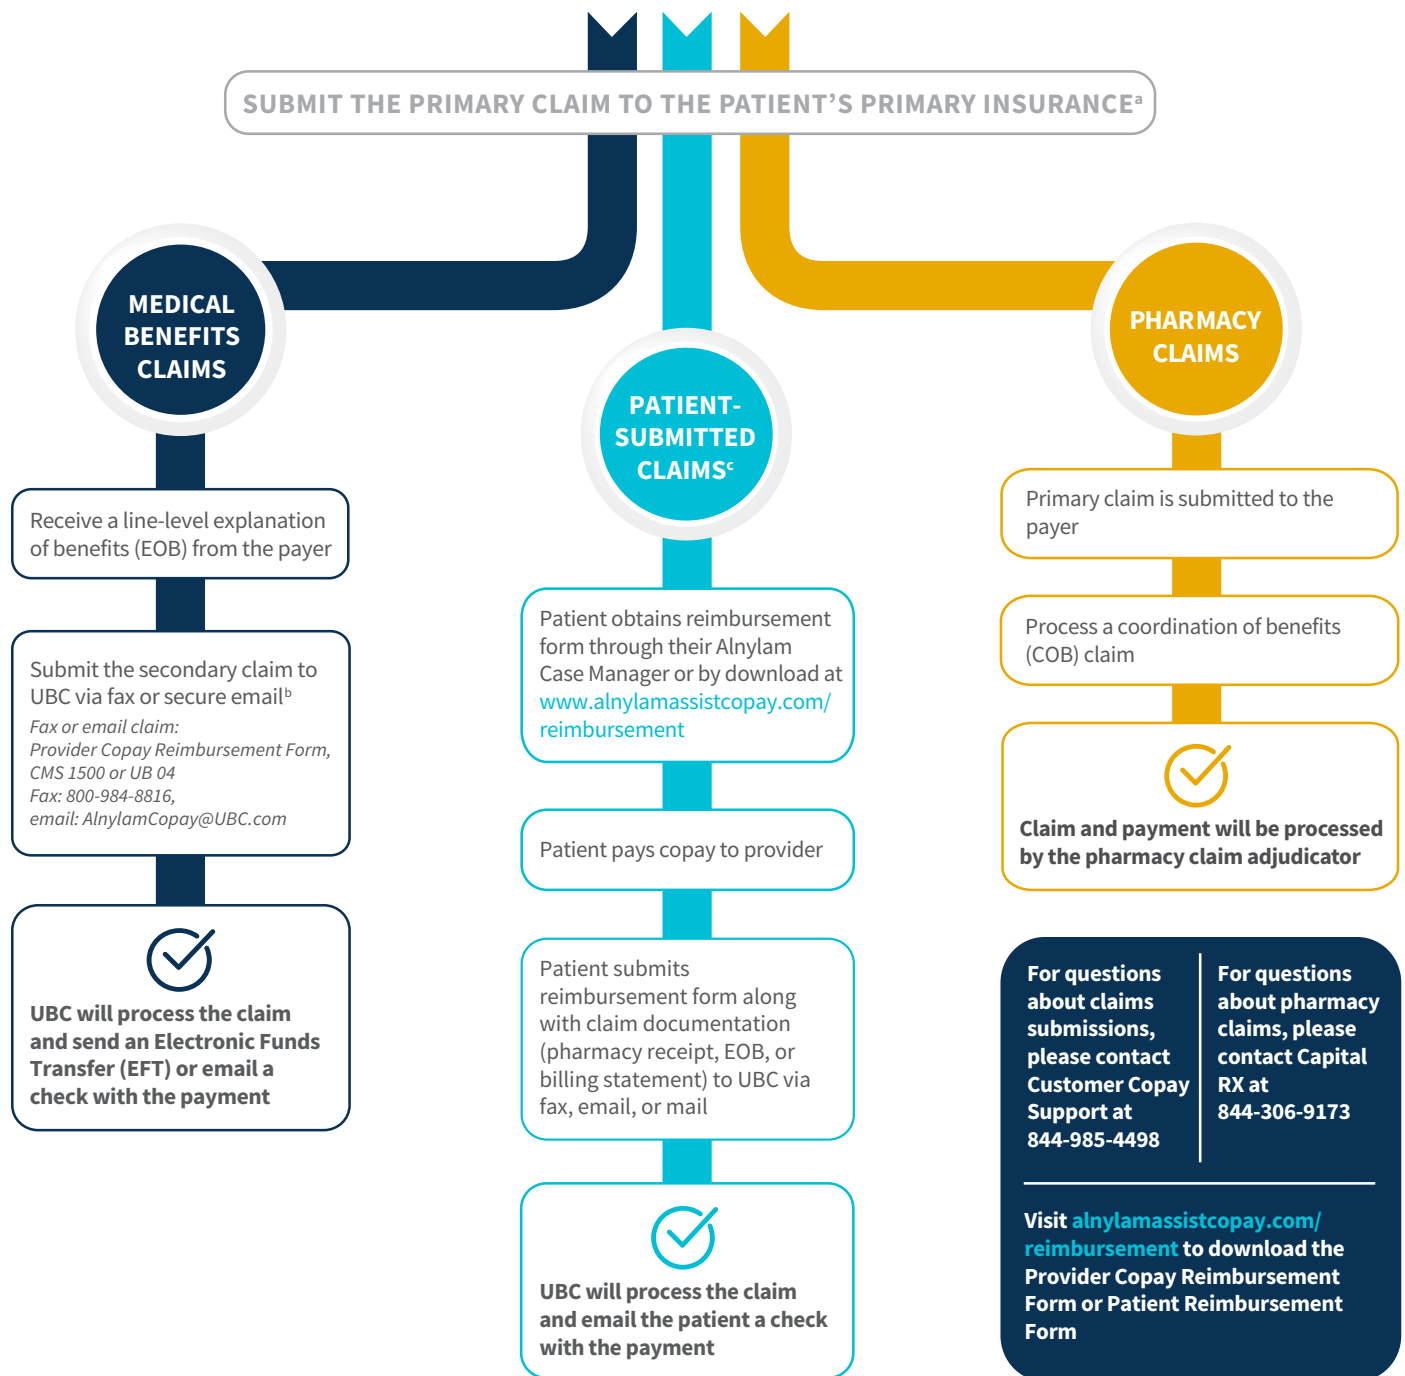 SUBMIT THE PRIMARY CLAIM TO THE PATIENT’S PRIMARY INSURANCEᵃ
MEDICAL
BENEFITS
CLAIMS
Receive a line-level explanation
of benefits (EOB) from the payer
Submit the secondary claim to
UBC via fax or secure emailᵇ
Fax or email claim:
Provider Copay Reimbursement Form,
CMS 1500 or UB 04
Fax: 800-984-8816,
email: AlnylamCopay@UBC.com
UBC will process the claim
and send an Electronic Funds
Transfer (EFT) or email a
check with the payment
PATIENT-
SUBMITTED
CLAIMSᶜ
Patient obtains reimbursement
form through their Alnylam
Case Manager or by download at
www.alnylamassistcopay.com/
reimbursement
Patient pays copay to provider
Patient submits
reimbursement form along
with claim documentation
(pharmacy receipt, EOB, or
billing statement) to UBC via
fax, email, or mail
UBC will process the claim
and email the patient a check
with the payment
PHARMACY
CLAIMS
Primary claim is submitted to the
payer
Process a coordination of benefits
(COB) claim
Claim and payment will be processed
by the pharmacy claim adjudicator
For questions
about claims
submissions,
please contact
Customer Copay
Support at
844-985-4498
For questions
about pharmacy
claims, please
contact Capital
RX at
844-306-9173
Visit alnylamassistcopay.com/
reimbursement to download the
Provider Copay Reimbursement
Form or Patient Reimbursement
Form